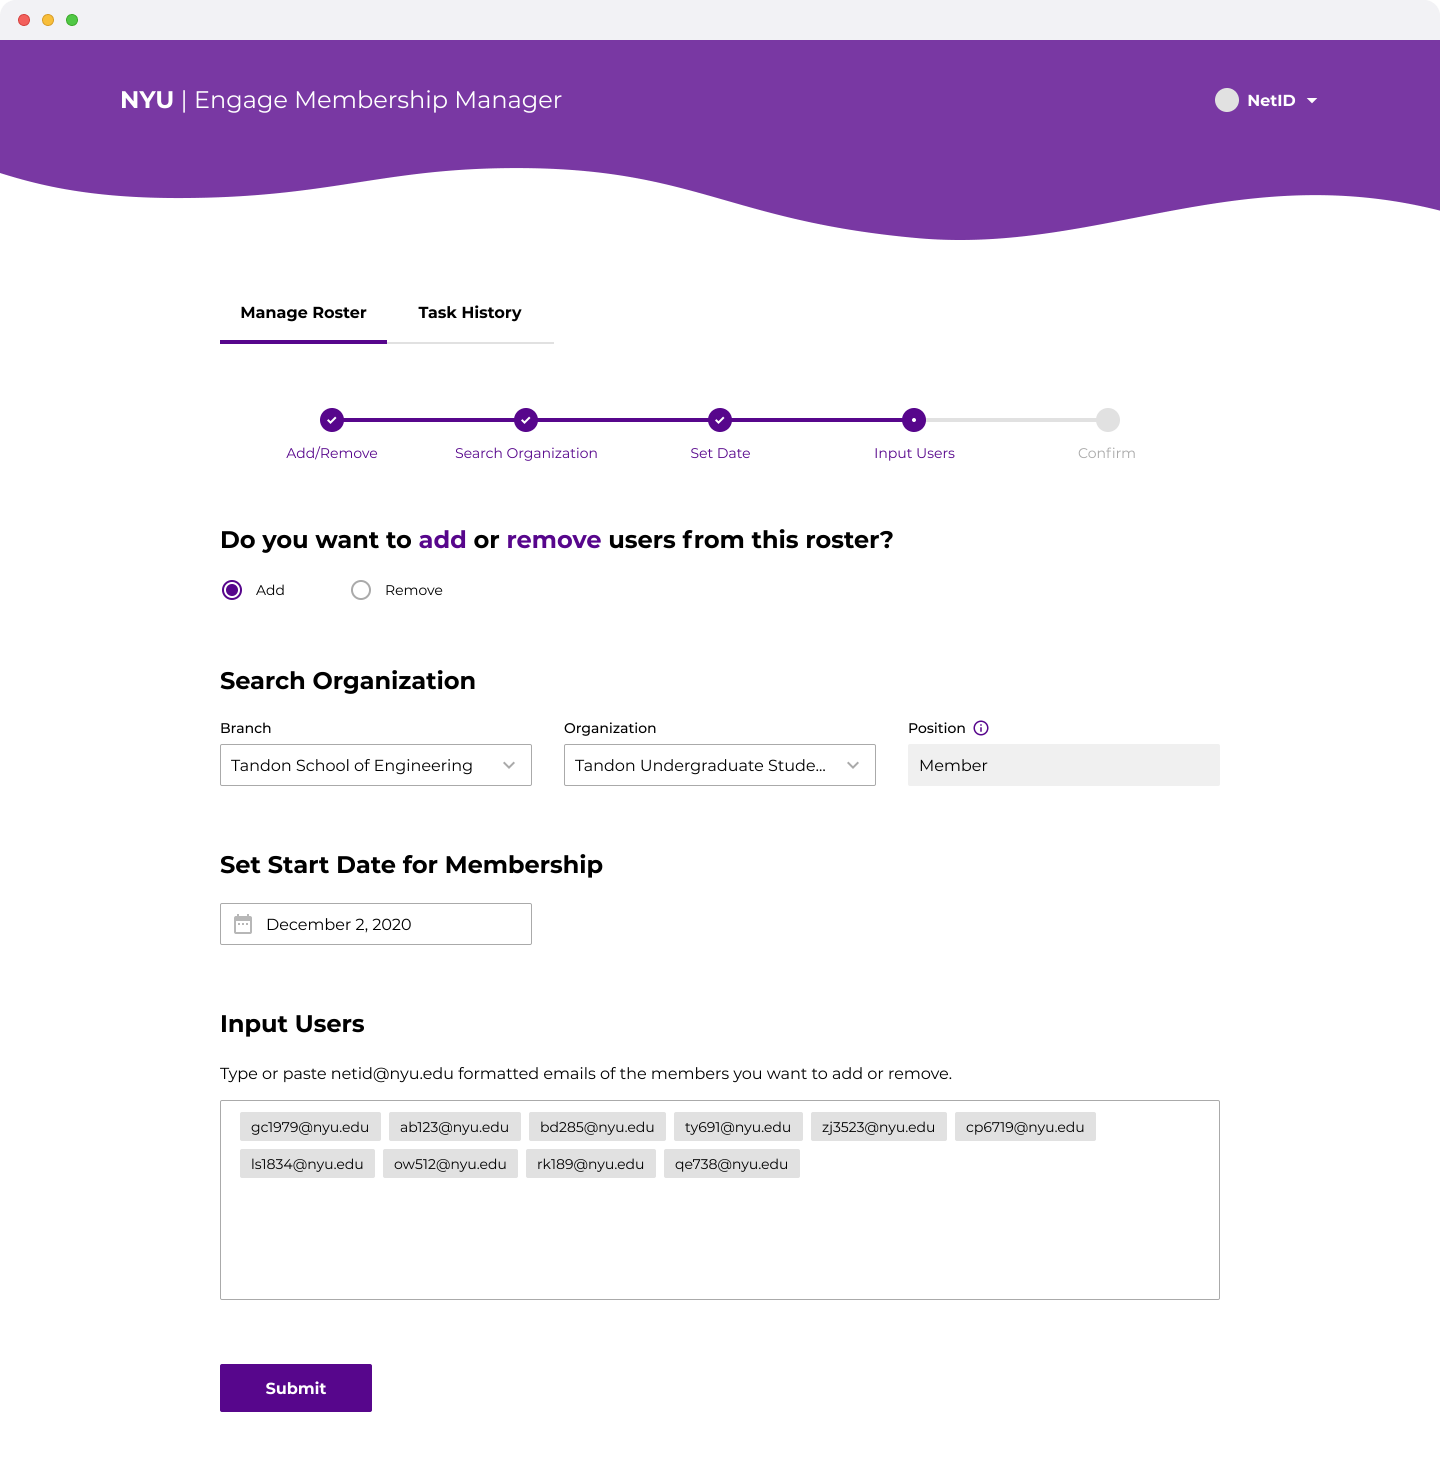 NYU | Engage Membership Manager
NetID
Manage Roster
Task History
Add/Remove
Search Organization
Set Date
Input Users
Confirm
Do you want to add or remove users from this roster?
Add
Remove
Search Organization
Branch
Organization
Position
Tandon School of Engineering
Tandon Undergraduate Stude...
Member
Set Start Date for Membership
December 2, 2020
Input Users
Type or paste netid@nyu.edu formatted emails of the members you want to add or remove.
gc1979@nyu.edu ab123@nyu.edu bd285@nyu.edu ty691@nyu.edu zj3523@nyu.edu cp6719@nyu.edu
ls1834@nyu.edu ow512@nyu.edu rk189@nyu.edu qe738@nyu.edu
Submit